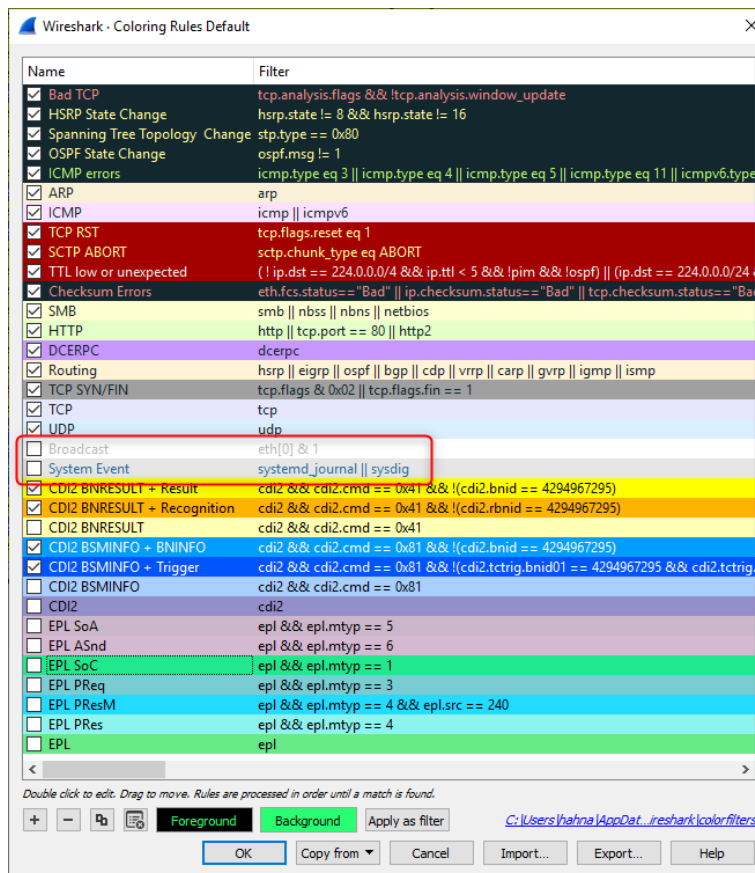 Wireshark · Coloring Rules Default
Name Filter
Bad TCP tcp.analysis.flags && !tcp.analysis.window_update
HSRP State Change hsrp.state != 8 && hsrp.state != 16
Spanning Tree Topology Change stp.type == 0x80
OSPF State Change ospf.msg != 1
ICMP errors icmp.type eq 3 || icmp.type eq 4 || icmp.type eq 5 || icmp.type eq 11 || icmpv6.type
ARP arp
ICMP icmp || icmpv6
TCP RST tcp.flags.reset eq 1
SCTP ABORT sctp.chunk_type eq ABORT
TTL low or unexpected ( ! ip.dst == 224.0.0.0/4 && ip.ttl < 5 && !pim && !ospf) || (ip.dst == 224.0.0.0/24 &
Checksum Errors eth.fcs.status=="Bad" || ip.checksum.status=="Bad" || tcp.checksum.status=="Ba
SMB smb || nbss || nbns || netbios
HTTP http || tcp.port == 80 || http2
DCERPC dcerpc
Routing hsrp || eigrp || ospf || bgp || cdp || vrrp || carp || gvrp || igmp || ismp
TCP SYN/FIN tcp.flags & 0x02 || tcp.flags.fin == 1
TCP tcp
UDP udp
Broadcast eth[0] & 1
System Event systemd_journal || sysdig
CDI2 BNRESULT + Result cdi2 && cdi2.cmd == 0x41 && !(cdi2.bnid == 4294967295)
CDI2 BNRESULT + Recognition cdi2 && cdi2.cmd == 0x41 && !(cdi2.rbnid == 4294967295)
CDI2 BNRESULT cdi2 && cdi2.cmd == 0x41
CDI2 BSMINFO + BNINFO cdi2 && cdi2.cmd == 0x81 && !(cdi2.bnid == 4294967295)
CDI2 BSMINFO + Trigger cdi2 && cdi2.cmd == 0x81 && !(cdi2.tctrig.bnid01 == 4294967295 && cdi2.tctrig.
CDI2 BSMINFO cdi2 && cdi2.cmd == 0x81
CDI2 cdi2
EPL SoA epl && epl.mtyp == 5
EPL ASnd epl && epl.mtyp == 6
EPL SoC epl && epl.mtyp == 1
EPL PReq epl && epl.mtyp == 3
EPL PResM epl && epl.mtyp == 4 && epl.src == 240
EPL PRes epl && epl.mtyp == 4
EPL epl
Double click to edit. Drag to move. Rules are processed in order until a match is found.
Foreground Background Apply as filter C:\Users\hahna\AppDat...ireshark\colorfilters
OK Copy from Cancel Import... Export... Help